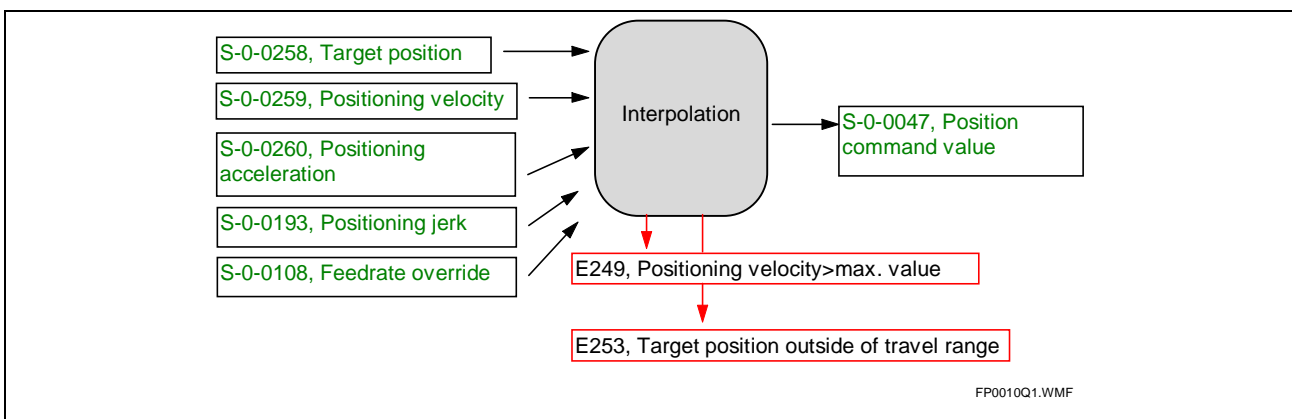 S-0-0258, Target position
S-0-0259, Positioning velocity
S-0-0260, Positioning
acceleration
S-0-0193, Positioning jerk
S-0-0108, Feedrate override
Interpolation
S-0-0047, Position
command value
E249, Positioning velocity>max. value
E253, Target position outside of travel range
FP0010Q1.WMF